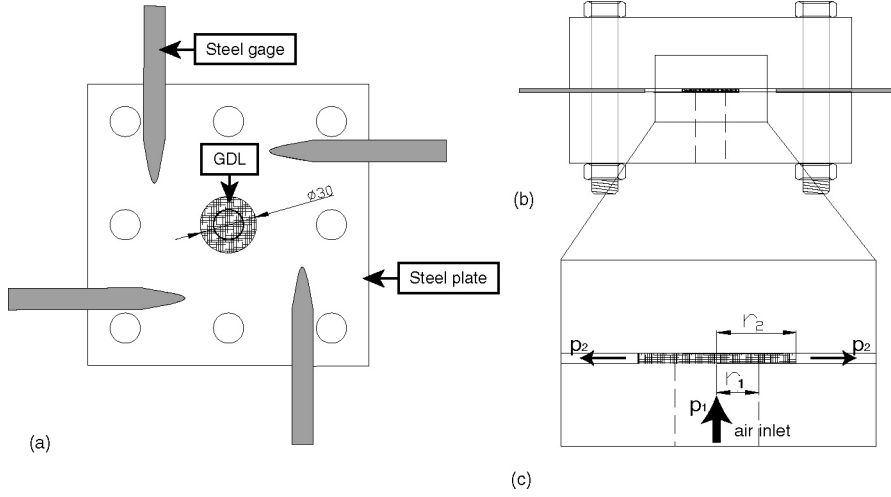 Steel gage
GDL
ø30
Steel plate
(a)
(b)
r2
p2
p2
r1
p1
air inlet
(c)